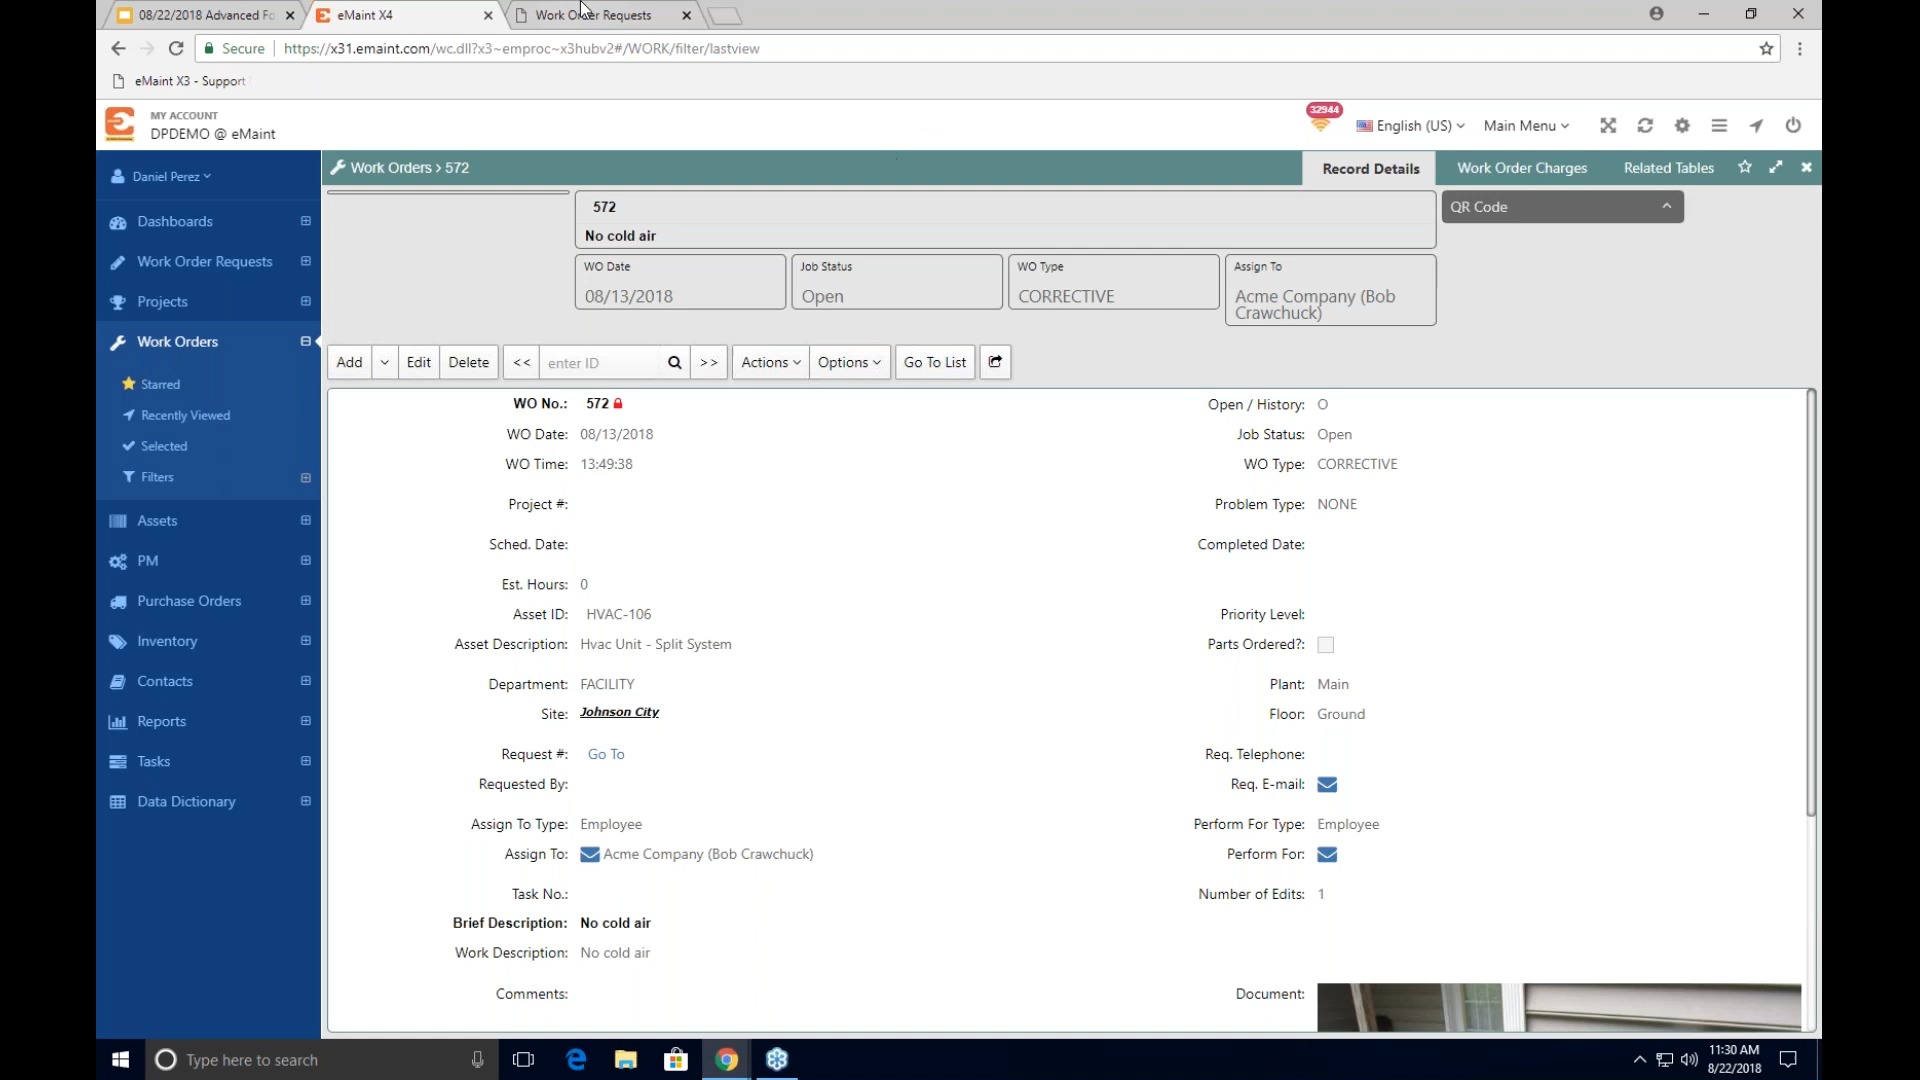 08/22/2018 Advanced Fo
eMaint X4
Work Order Requests
Secure
https://x31.emaint.com/wc.dll?x3~emproc~x3hubv2#/WORK/filter/lastview
eMaint X3 - Support
MY ACCOUNT
DPDEMO @ eMaint
32944
English (US)
Main Menu
Daniel Perez
Work Orders > 572
Record Details
Work Order Charges
Related Tables
Dashboards
Work Order Requests
Projects
Work Orders
Starred
Recently Viewed
Selected
Filters
Assets
PM
Purchase Orders
Inventory
Contacts
Reports
Tasks
Data Dictionary
572
No cold air
QR Code
WO Date
08/13/2018
Job Status
Open
WO Type
CORRECTIVE
Assign To
Acme Company (Bob
Crawchuck)
Add
Edit
Delete
<<
enter ID
>>
Actions
Options
Go To List
WO No.: 572
Open / History: O
WO Date: 08/13/2018
Job Status: Open
WO Time: 13:49:38
WO Type: CORRECTIVE
Project #:
Problem Type: NONE
Sched. Date:
Completed Date:
Est. Hours: 0
Asset ID: HVAC-106
Priority Level:
Asset Description: Hvac Unit - Split System
Parts Ordered?:
Department: FACILITY
Plant: Main
Site: Johnson City
Floor: Ground
Request #: Go To
Req. Telephone:
Requested By:
Req. E-mail:
Assign To Type: Employee
Perform For Type: Employee
Assign To: Acme Company (Bob Crawchuck)
Perform For:
Task No.:
Number of Edits: 1
Brief Description: No cold air
Work Description: No cold air
Comments:
Document:
Type here to search
11:30 AM
8/22/2018